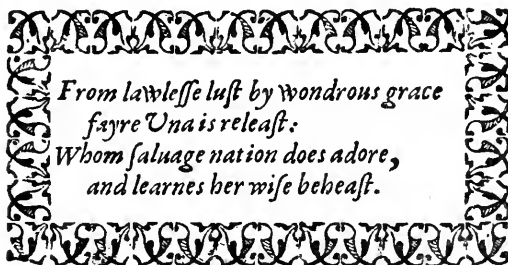 From lawleſſe luſt by wondrous grace
fayre Una is releaſt:
Whom ſaluage nation does adore,
and learnes her wiſe beheaſt.